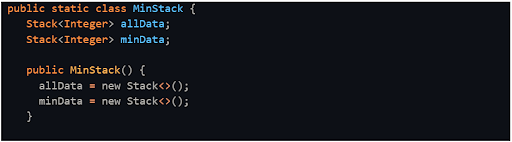 public static class MinStack {
Stack<Integer> allData;
Stack<Integer> minData;
public MinStack() {
allData = new Stack<>();
minData = new Stack<>();
}